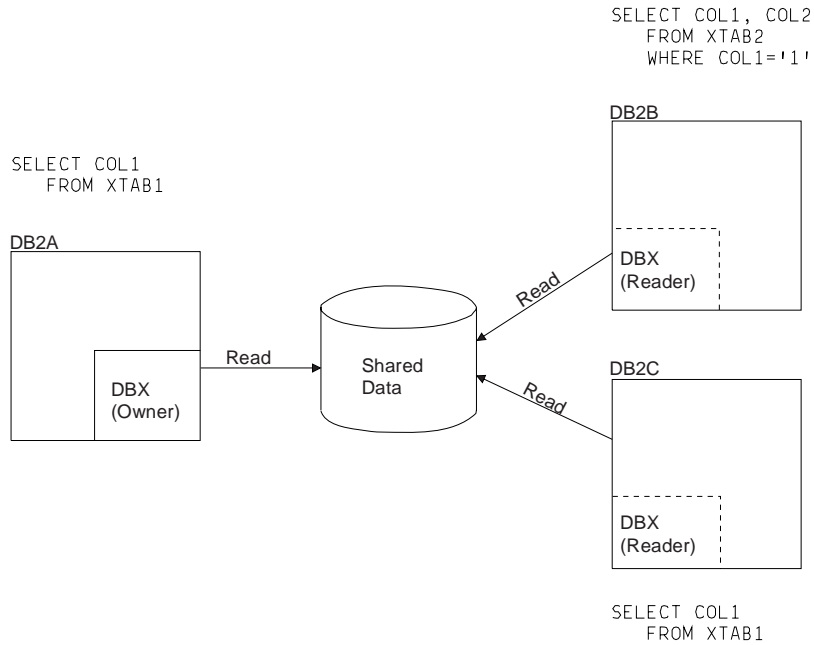 SELECT COL1, COL2
FROM XTAB2
WHERE COL1='1'
DB2B
DBX
(Reader)
SELECT COL1
FROM XTAB1
DB2A
DBX
(Owner)
Read
Shared
Data
Read
Read
DB2C
DBX
(Reader)
SELECT COL1
FROM XTAB1